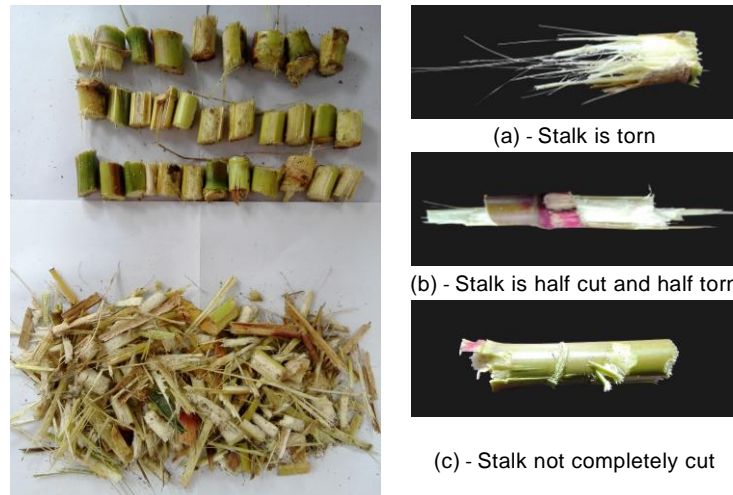 (a) - Stalk is torn
(b) - Stalk is half cut and half torn
(c) - Stalk not completely cut